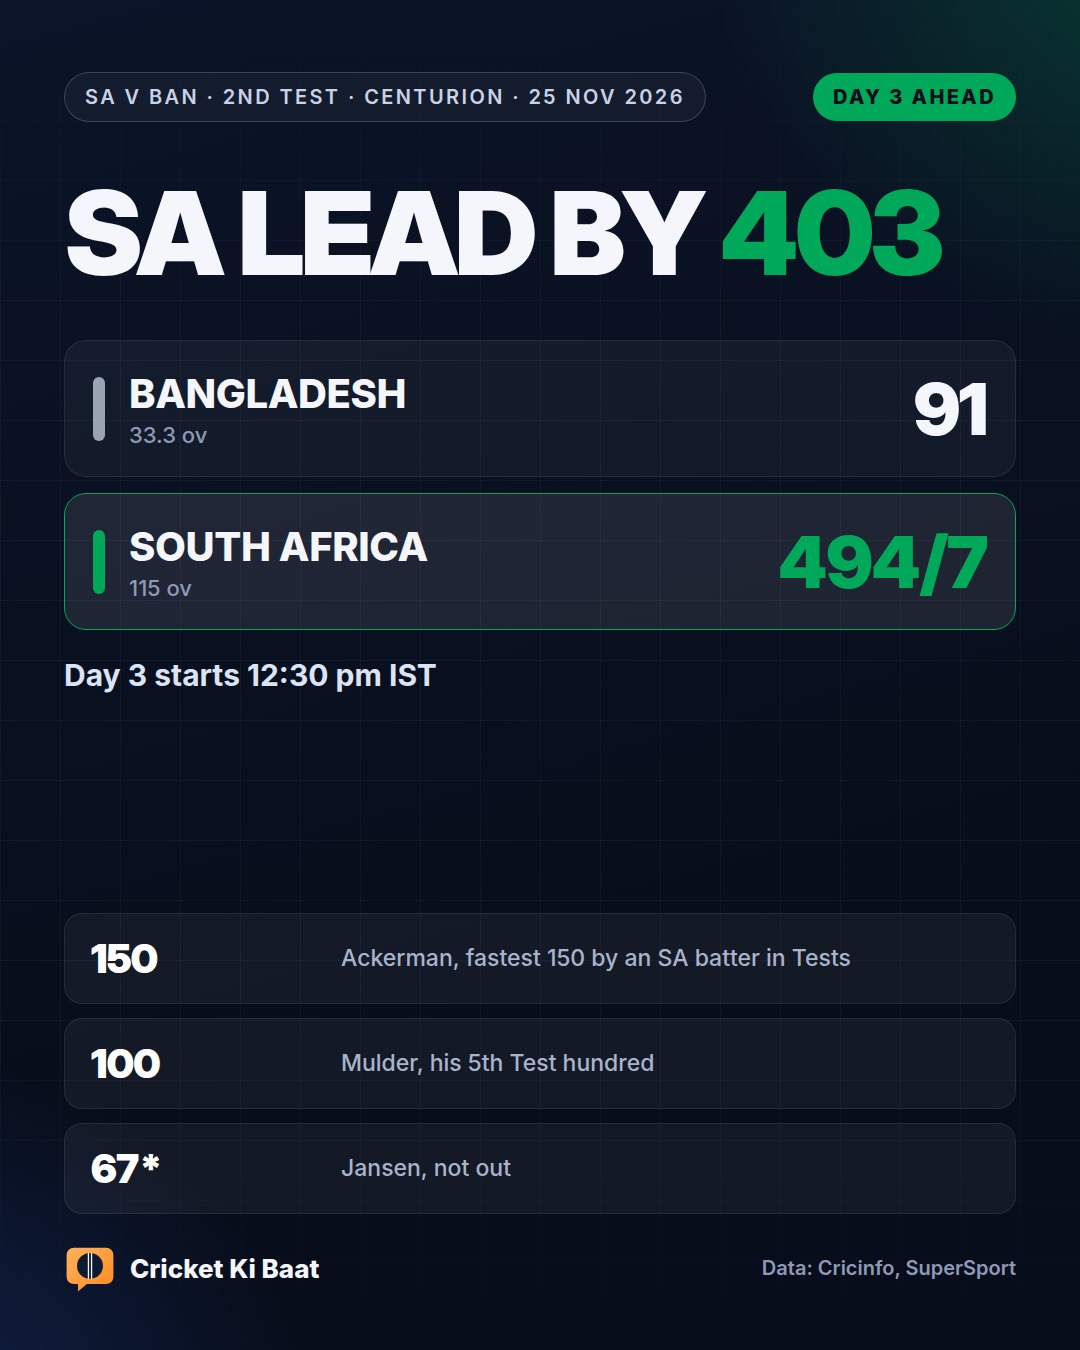 SA V BAN · 2ND TEST · CENTURION · 25 NOV 2026
DAY 3 AHEAD
SA LEAD BY 403
BANGLADESH
33.3 ov
91
SOUTH AFRICA
115 ov
494/7
Day 3 starts 12:30 pm IST
150
Ackerman, fastest 150 by an SA batter in Tests
100
Mulder, his 5th Test hundred
67*
Jansen, not out
Cricket Ki Baat
Data: Cricinfo, SuperSport